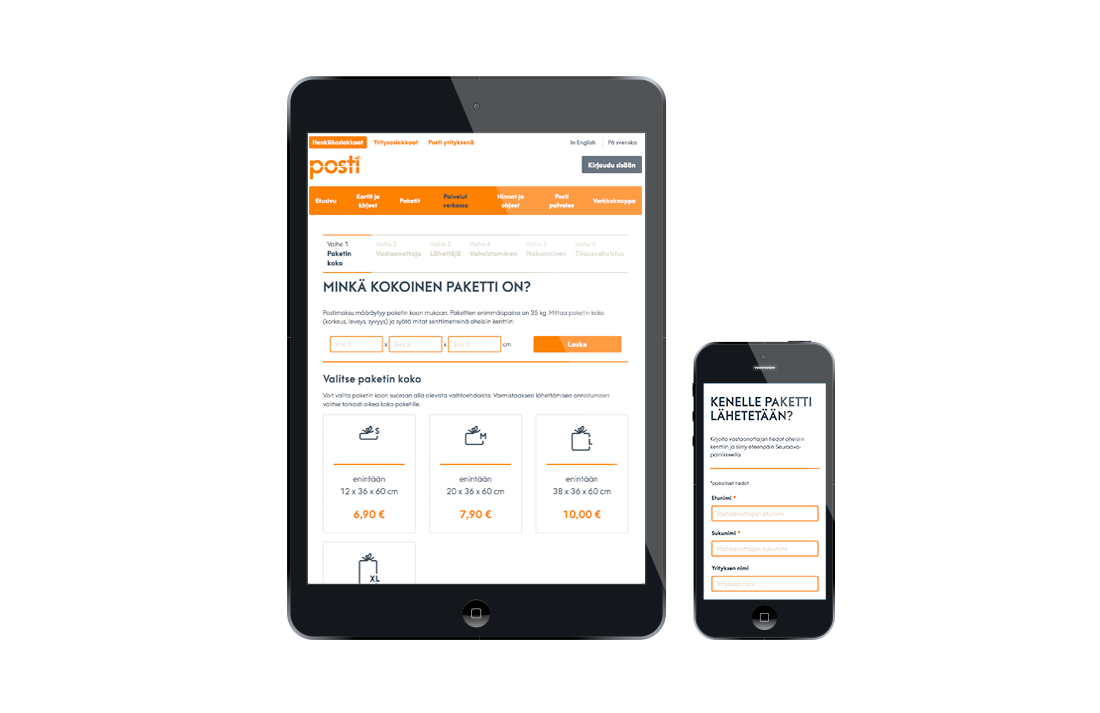 Henkilöasiakkaat Yritysasiakkaat Posti yrityksenä In English På svenska
posti
Kirjaudu sisään
Etusivu Kortit ja kirjeet Paketit Palvelut verkossa Hinnat ja ohjeet Posti palvelee Verkkokauppa
Vaihe 1 Vaihe 2 Vaihe 3 Vaihe 4 Vaihe 5 Vaihe 6
Paketin koko Vastaanottaja Lähettäjä Vahvistaminen Maksaminen Tilausvahvistus
MINKÄ KOKOINEN PAKETTI ON?
Postimaksu määräytyy paketin koon mukaan. Pakettien enimmäispaino on 35 kg. Mittaa paketin koko
(korkeus, leveys, syvyys) ja syötä mitat senttimetreinä oheisiin kenttiin:
Sivu 1 x Sivu 2 x Sivu 3 cm Laske
Valitse paketin koko
Voit valita paketin koon suoraan alla olevista vaihtoehdoista. Varmistaaksesi lähettämisen onnistumisen
valitse tarkasti oikea koko paketille.
S M L
enintään enintään enintään
12 x 36 x 60 cm 20 x 36 x 60 cm 38 x 36 x 60 cm
6,90 € 7,90 € 10,00 €
XL
KENELLE PAKETTI
LÄHETETÄÄN?
Kirjoita vastaanottajan tiedot oheisiin
kenttiin ja siirry eteenpäin Seuraava-
painikkeella.
*pakolliset tiedot
Etunimi *
Vastaanottajan etunimi
Sukunimi *
Vastaanottajan sukunimi
Yrityksen nimi
Yrityksen nimi